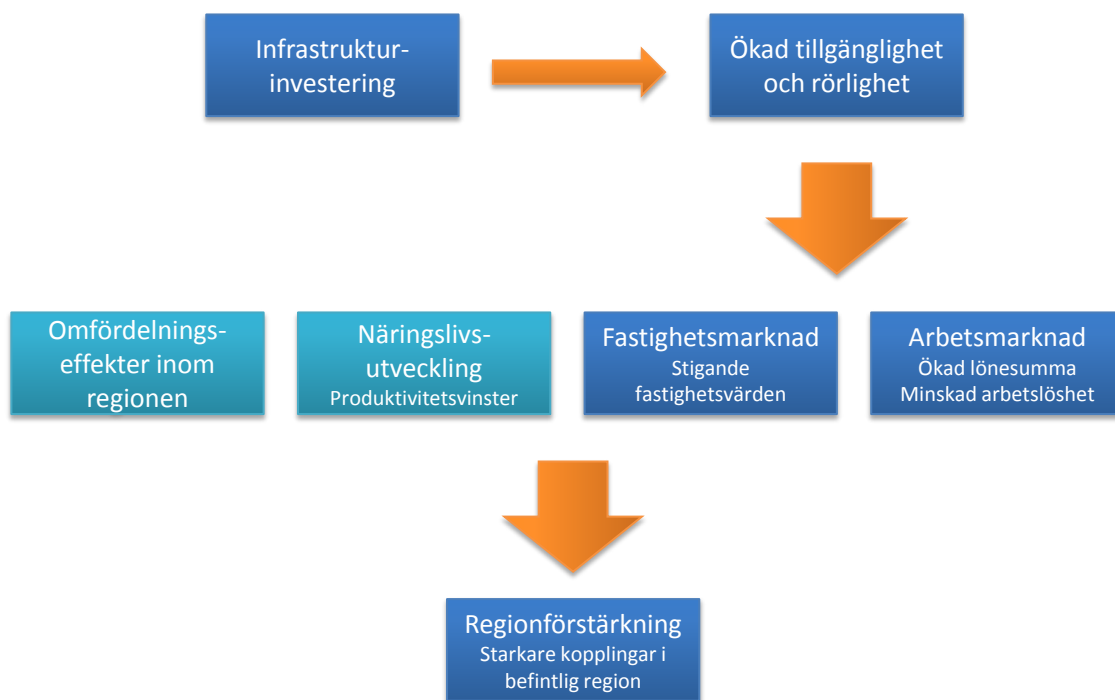 Infrastruktur-
investering
Ökad tillgänglighet
och rörlighet
Omfördelnings-
effekter inom
regionen
Näringslivs-
utveckling
Produktivitetsvinster
Fastighetsmarknad
Stigande
fastighetsvärden
Arbetsmarknad
Ökad lönesumma
Minskad arbetslöshet
Regionförstärkning
Starkare kopplingar i
befintlig region